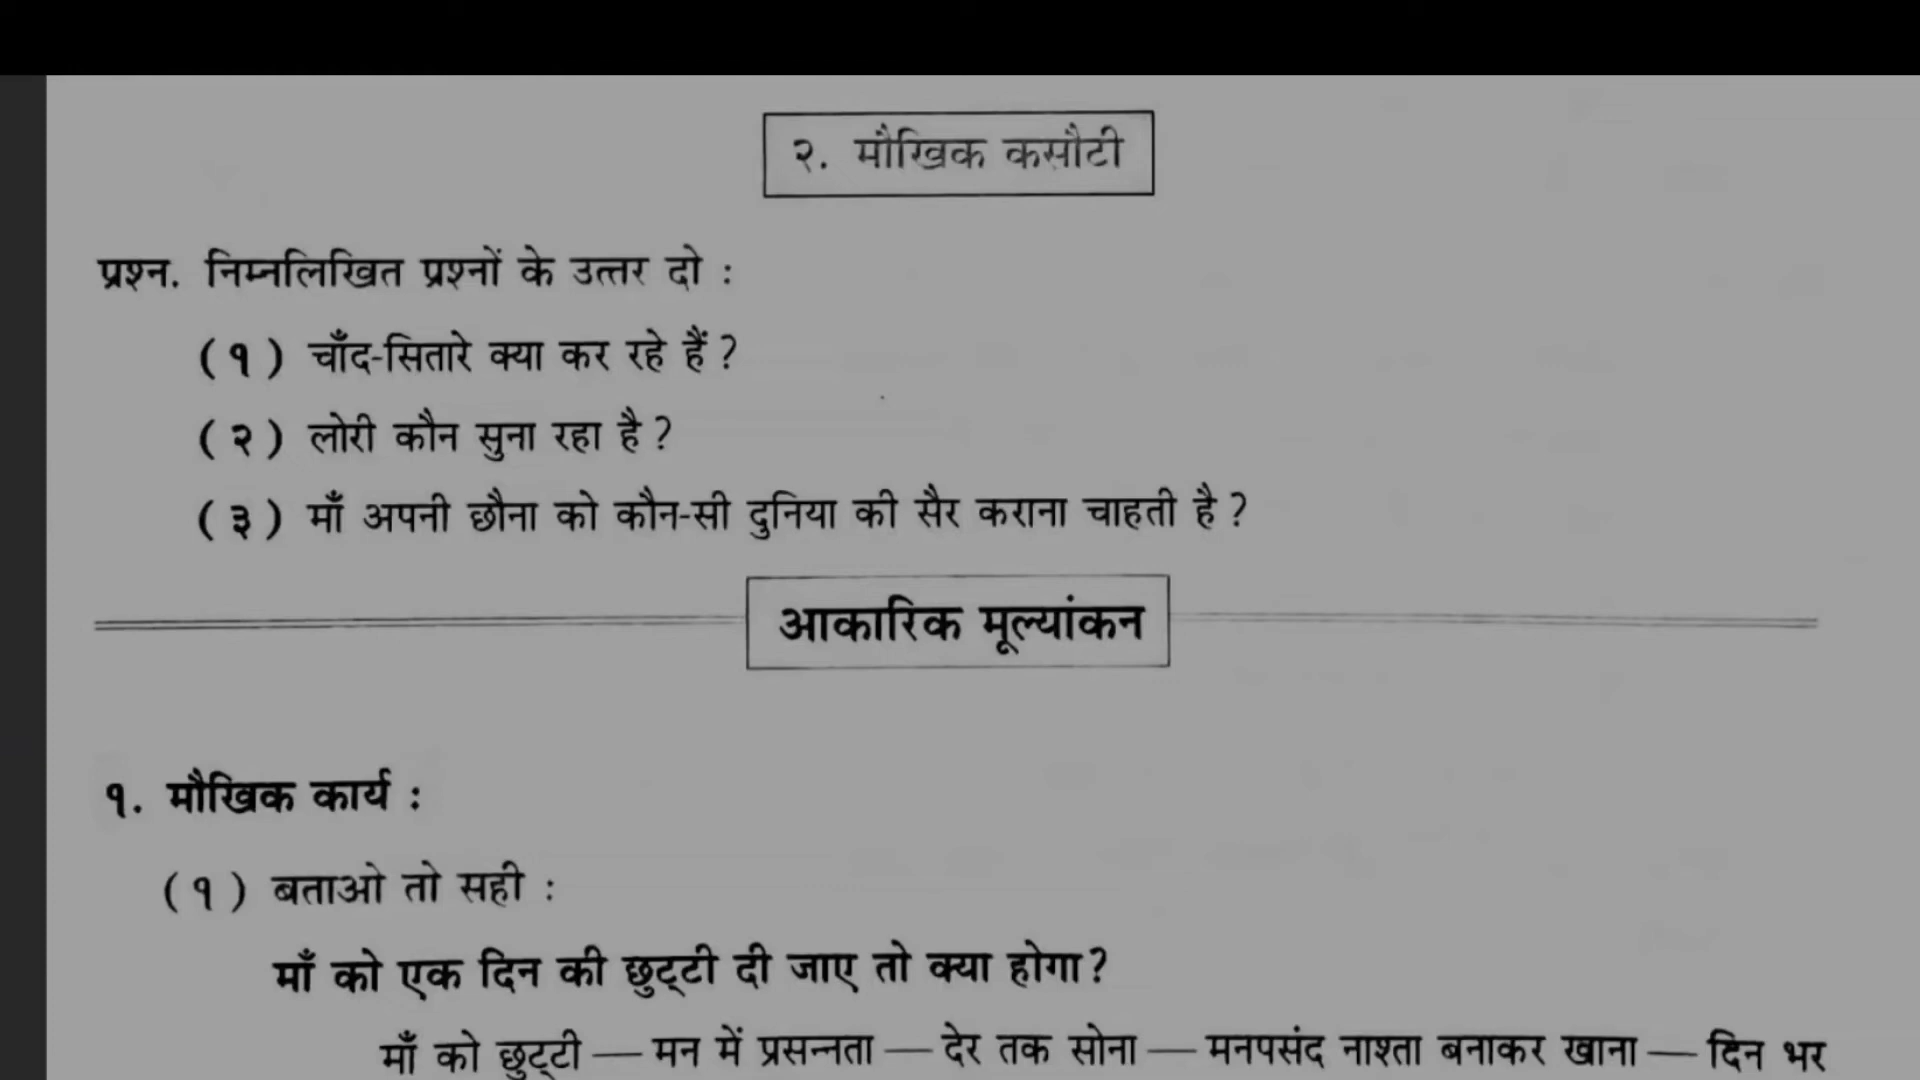 २. मौखिक कसौटी
प्रश्न. निम्नलिखित प्रश्नों के उत्तर दो :
(१) चाँद-सितारे क्या कर रहे हैं?
(२) लोरी कौन सुना रहा है?
(३) माँ अपनी छौना को कौन-सी दुनिया की सैर कराना चाहती है?
आकारिक मूल्यांकन
१. मौखिक कार्य :
(१) बताओ तो सही :
माँ को एक दिन की छुट्टी दी जाए तो क्या होगा?
माँ को छुट्टी — मन में प्रसन्नता — देर तक सोना — मनपसंद नाश्ता बनाकर खाना — दिन भर